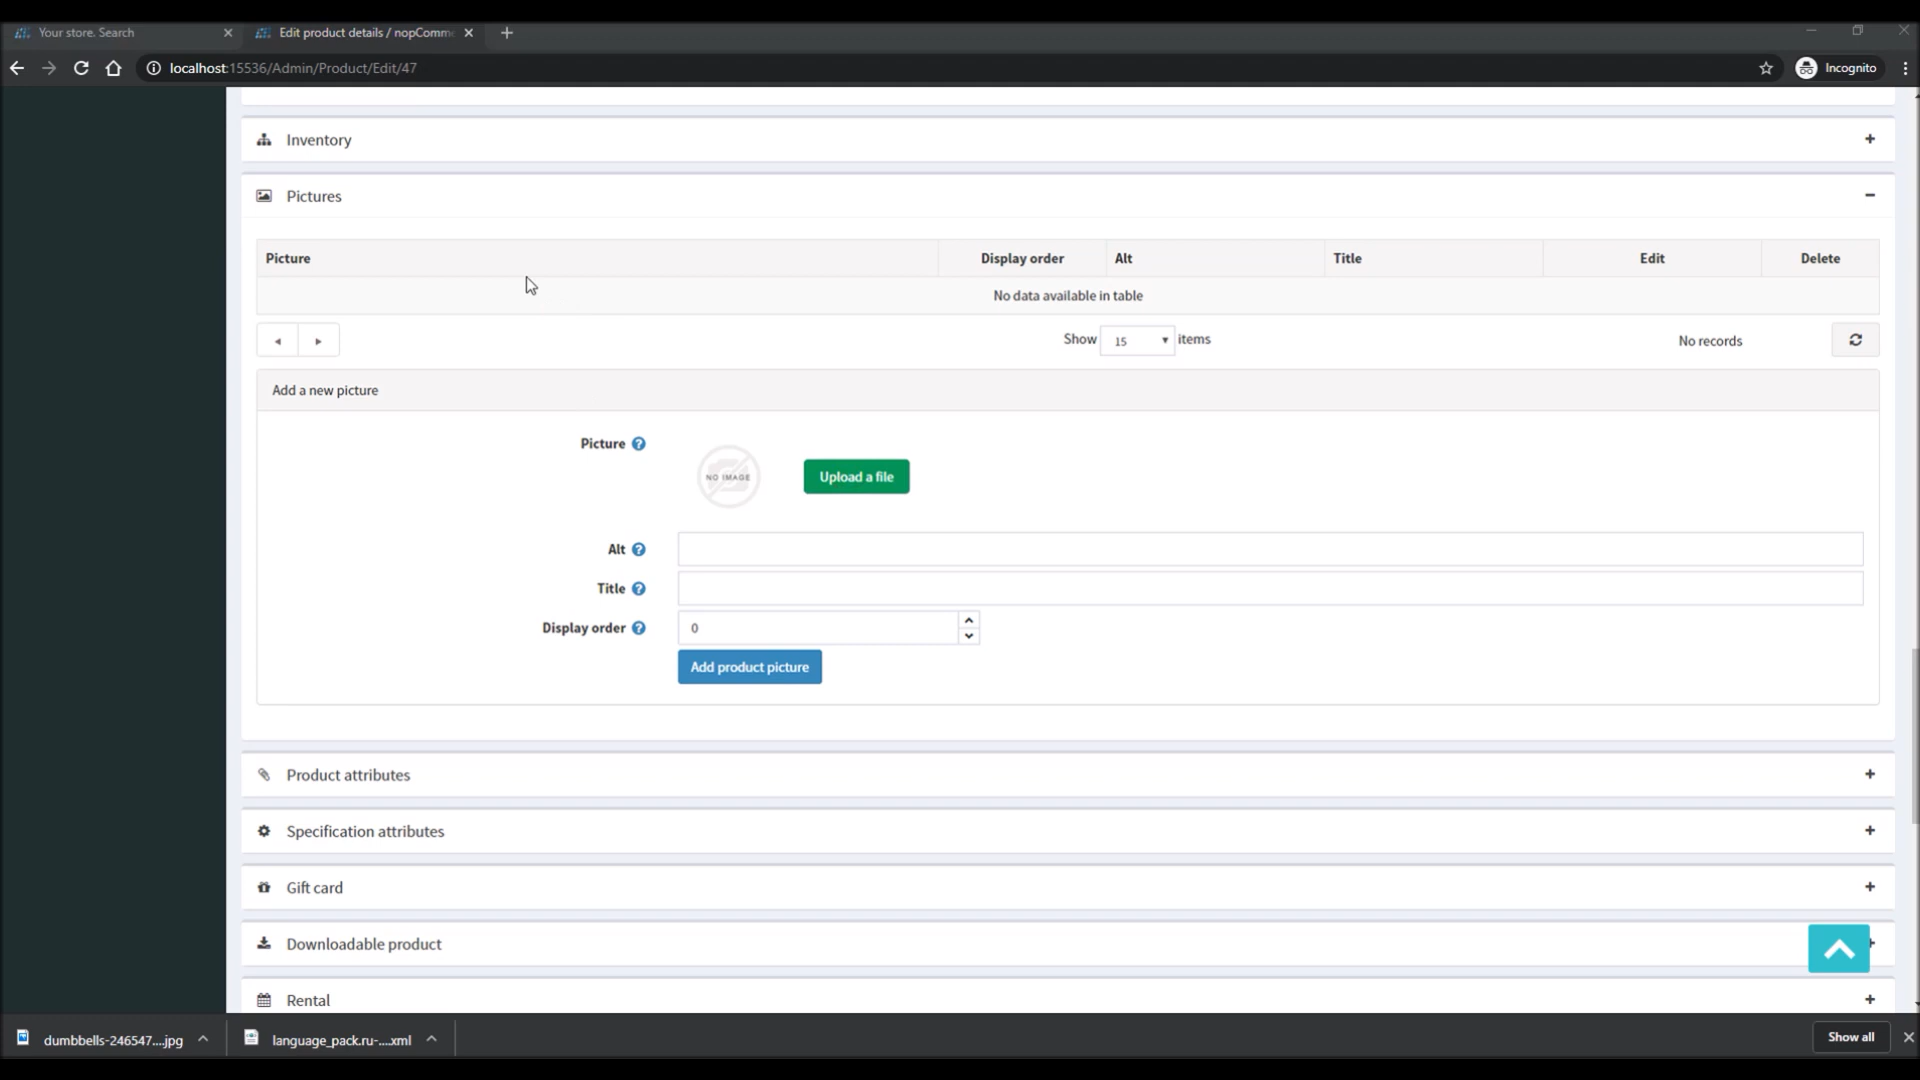 Your store. Search
Edit product details / nopComme
localhost:15536/Admin/Product/Edit/47
Incognito
Inventory
Pictures
Picture Display order Alt Title Edit Delete
No data available in table
Show 15 items
No records
Add a new picture
Picture
NO IMAGE
Upload a file
Alt
Title
Display order
0
Add product picture
Product attributes
Specification attributes
Gift card
Downloadable product
Rental
dumbbells-246547....jpg
language_pack.ru-....xml
Show all